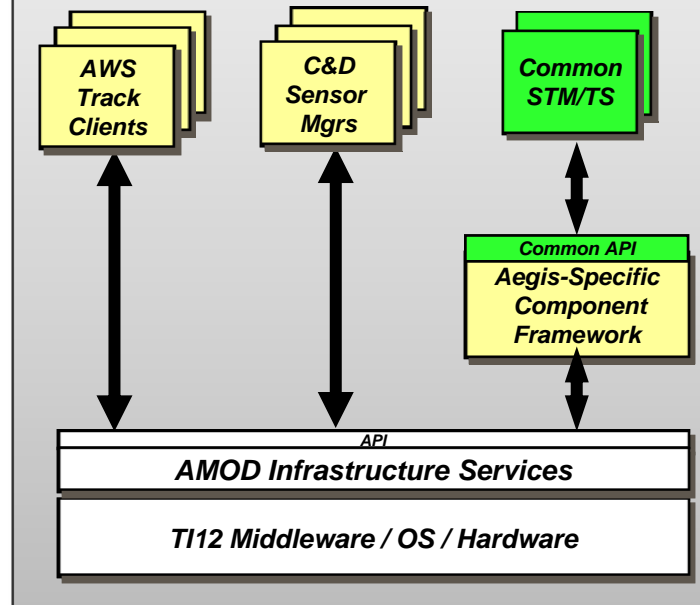 AWS
Track
Clients
C&D
Sensor
Mgrs
Common
STM/TS
Common API
Aegis-Specific
Component
Framework
API
AMOD Infrastructure Services
TI12 Middleware / OS / Hardware